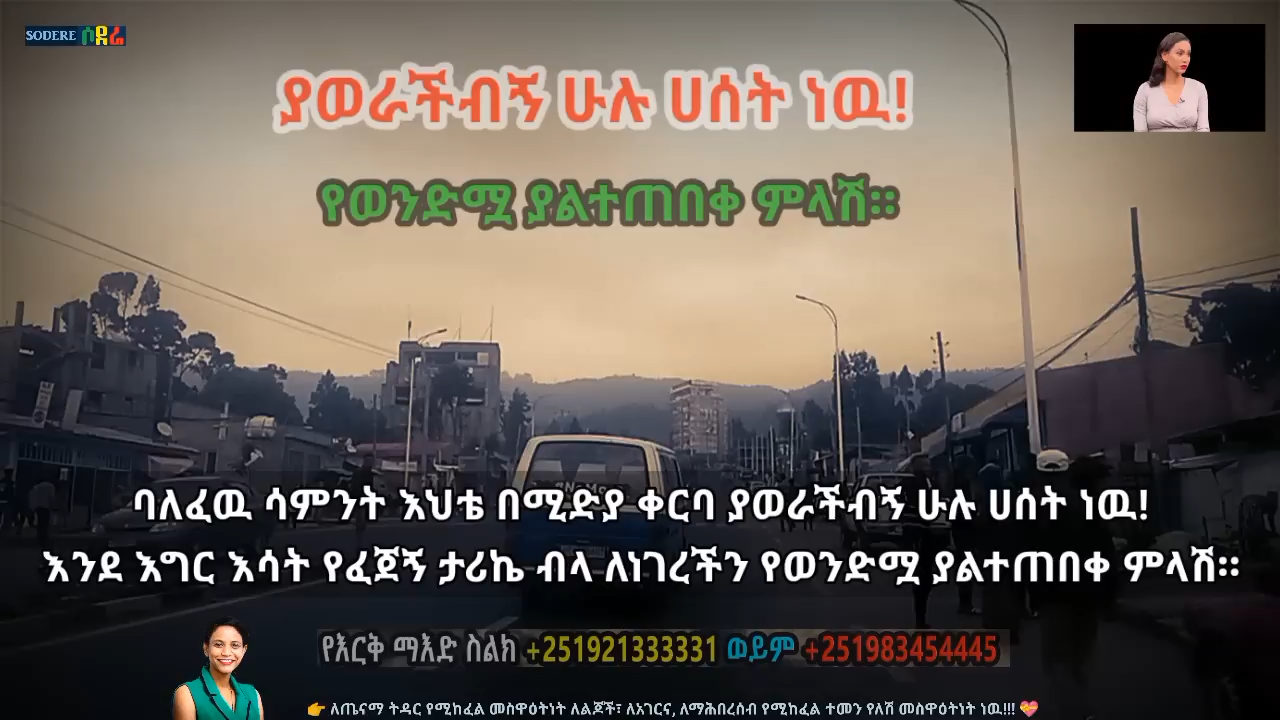 SODERE ሶደሬ
ያወራችብኝ ሁሉ ሀሰት ነዉ!
የወንድሟ ያልተጠበቀ ምላሽ።
ባለፈዉ ሳምንት እህቴ በሚድያ ቀርባ ያወራችብኝ ሁሉ ሀሰት ነዉ!
እንደ እግር እሳት የፈጀኝ ታሪኬ ብላ ለነገረችን የወንድሟ ያልተጠበቀ ምላሽ።
የእርቅ ማእድ ስልክ +251921333331 ወይም +251983454445
👉 ለጤናማ ትዳር የሚከፈል መስዋዕትነት ለልጆች፣ ለአገርና, ለማሕበረሰብ የሚከፈል ተመን የለሽ መስዋዕትነት ነዉ!!! 💝